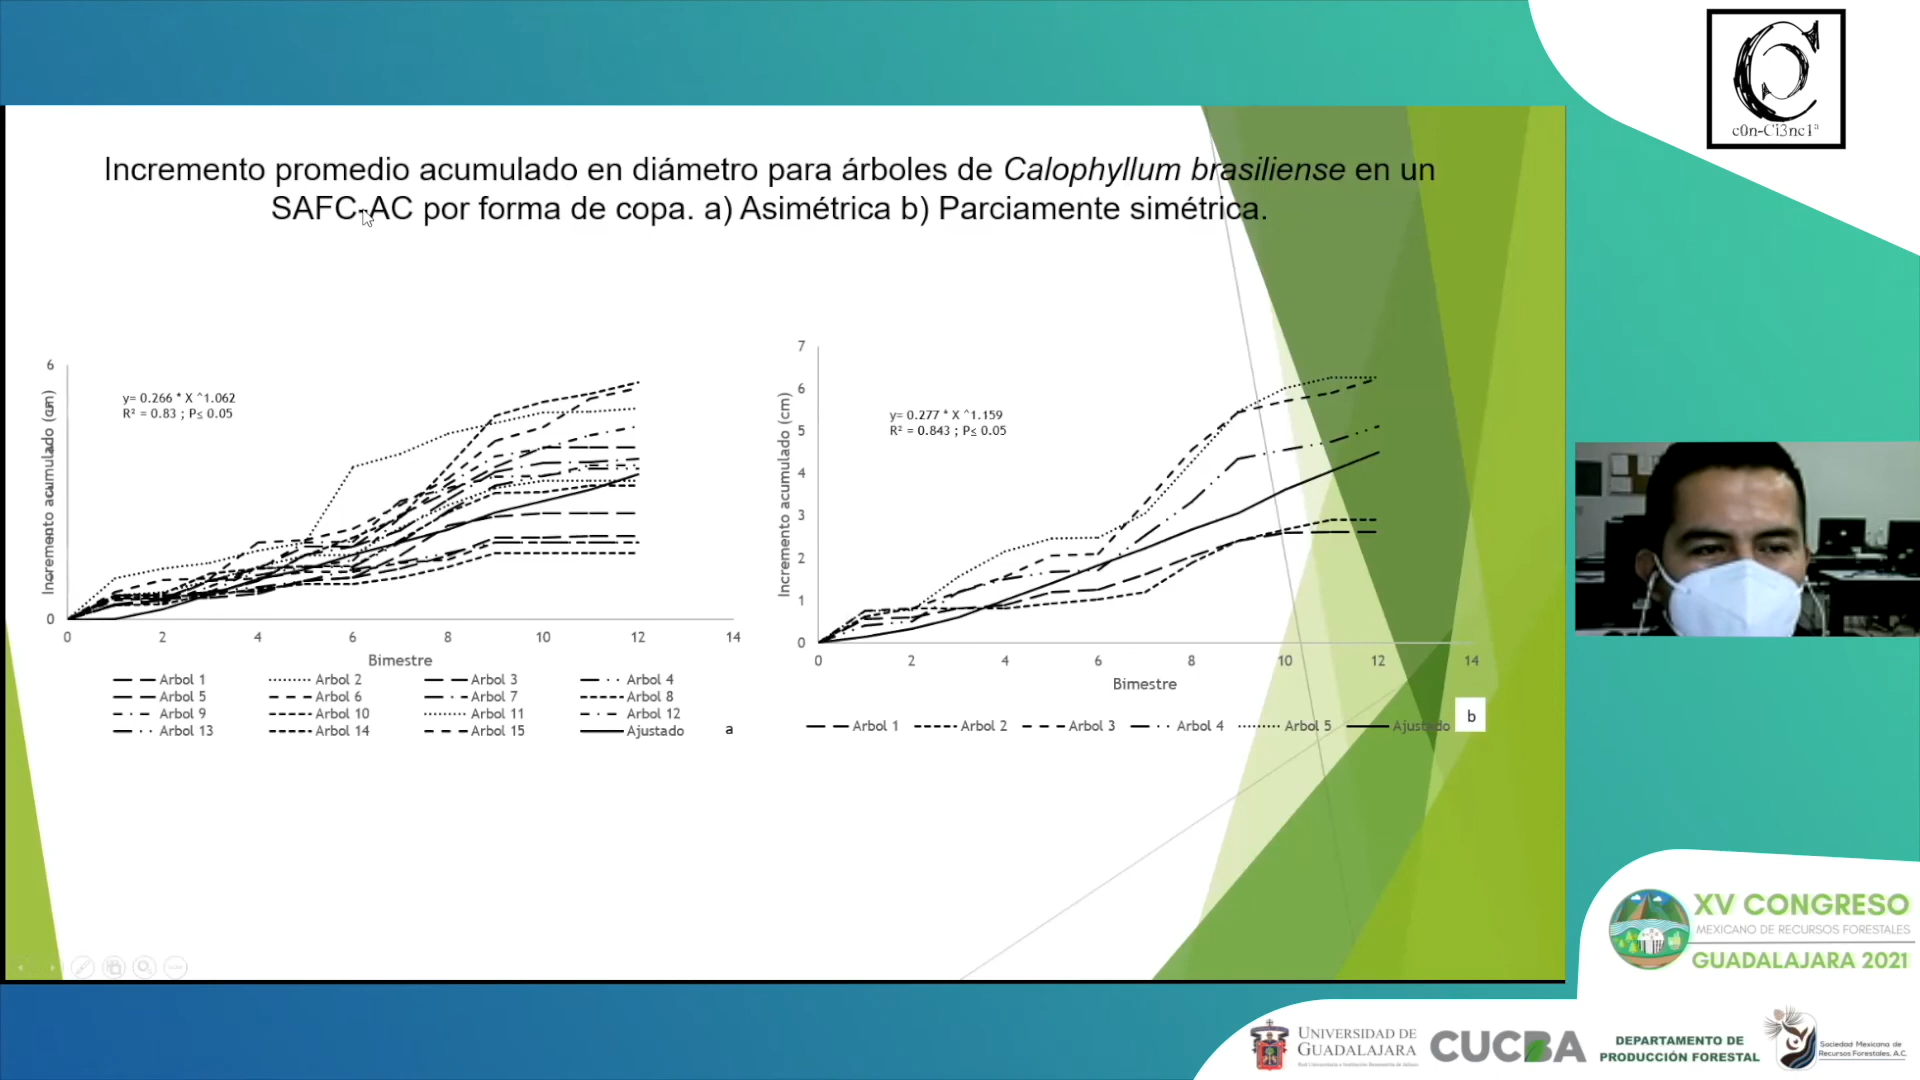 c0n-Ci3nc1ª
Incremento promedio acumulado en diámetro para árboles de Calophyllum brasiliense en un
SAFC-AC por forma de copa. a) Asimétrica b) Parciamente simétrica.
Incremento acumulado (cm)
6
0
y= 0.266 * X ^1.062
R² = 0.83 ; P≤ 0.05
0 2 4 6 8 10 12 14
Bimestre
Arbol 1 Arbol 2 Arbol 3 Arbol 4
Arbol 5 Arbol 6 Arbol 7 Arbol 8
Arbol 9 Arbol 10 Arbol 11 Arbol 12
Arbol 13 Arbol 14 Arbol 15 Ajustado
a
Incremento acumulado (cm)
7
6
5
4
3
2
1
0
y= 0.277 * X ^1.159
R² = 0.843 ; P≤ 0.05
0 2 4 6 8 10 12 14
Bimestre
Arbol 1 Arbol 2 Arbol 3 Arbol 4 Arbol 5 Ajustado
b
XV CONGRESO
MEXICANO DE RECURSOS FORESTALES
GUADALAJARA 2021
UNIVERSIDAD DE
GUADALAJARA
CUCBA
DEPARTAMENTO DE
PRODUCCIÓN FORESTAL
Sociedad Mexicana de
Recursos Forestales, A.C.